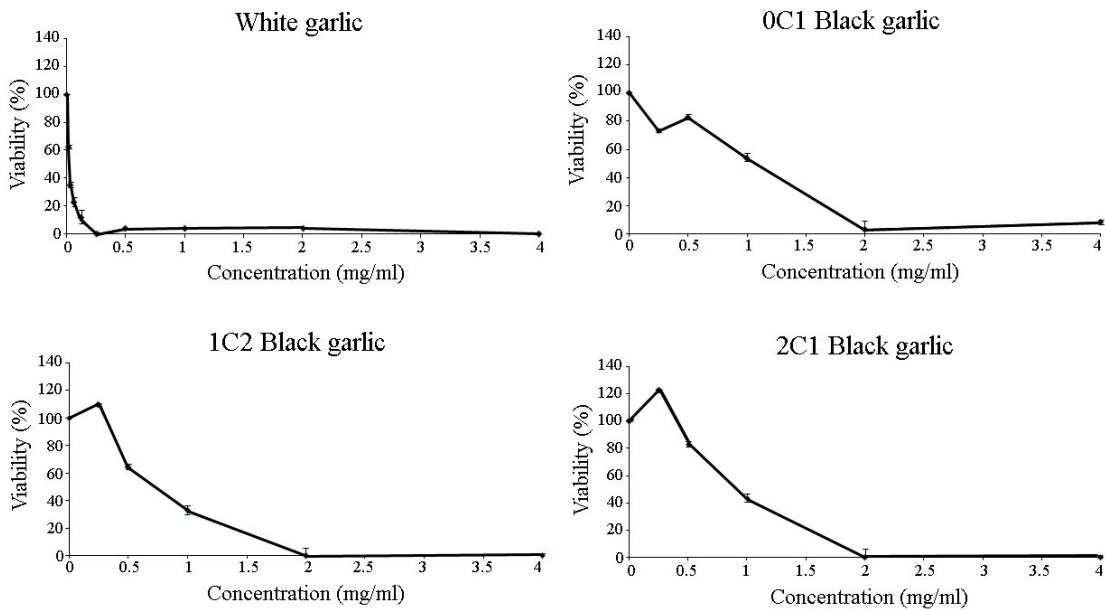 White garlic
140
120
100
80
60
40
20
0
Viability (%)
0 0.5 1 1.5 2 2.5 3 3.5 4
Concentration (mg/ml)
0C1 Black garlic
140
120
100
80
60
40
20
0
Viability (%)
0 0.5 1 1.5 2 2.5 3 3.5 4
Concentration (mg/ml)
1C2 Black garlic
140
120
100
80
60
40
20
0
Viability (%)
0 0.5 1 1.5 2 2.5 3 3.5 4
Concentration (mg/ml)
2C1 Black garlic
140
120
100
80
60
40
20
0
Viability (%)
0 0.5 1 1.5 2 2.5 3 3.5 4
Concentration (mg/ml)